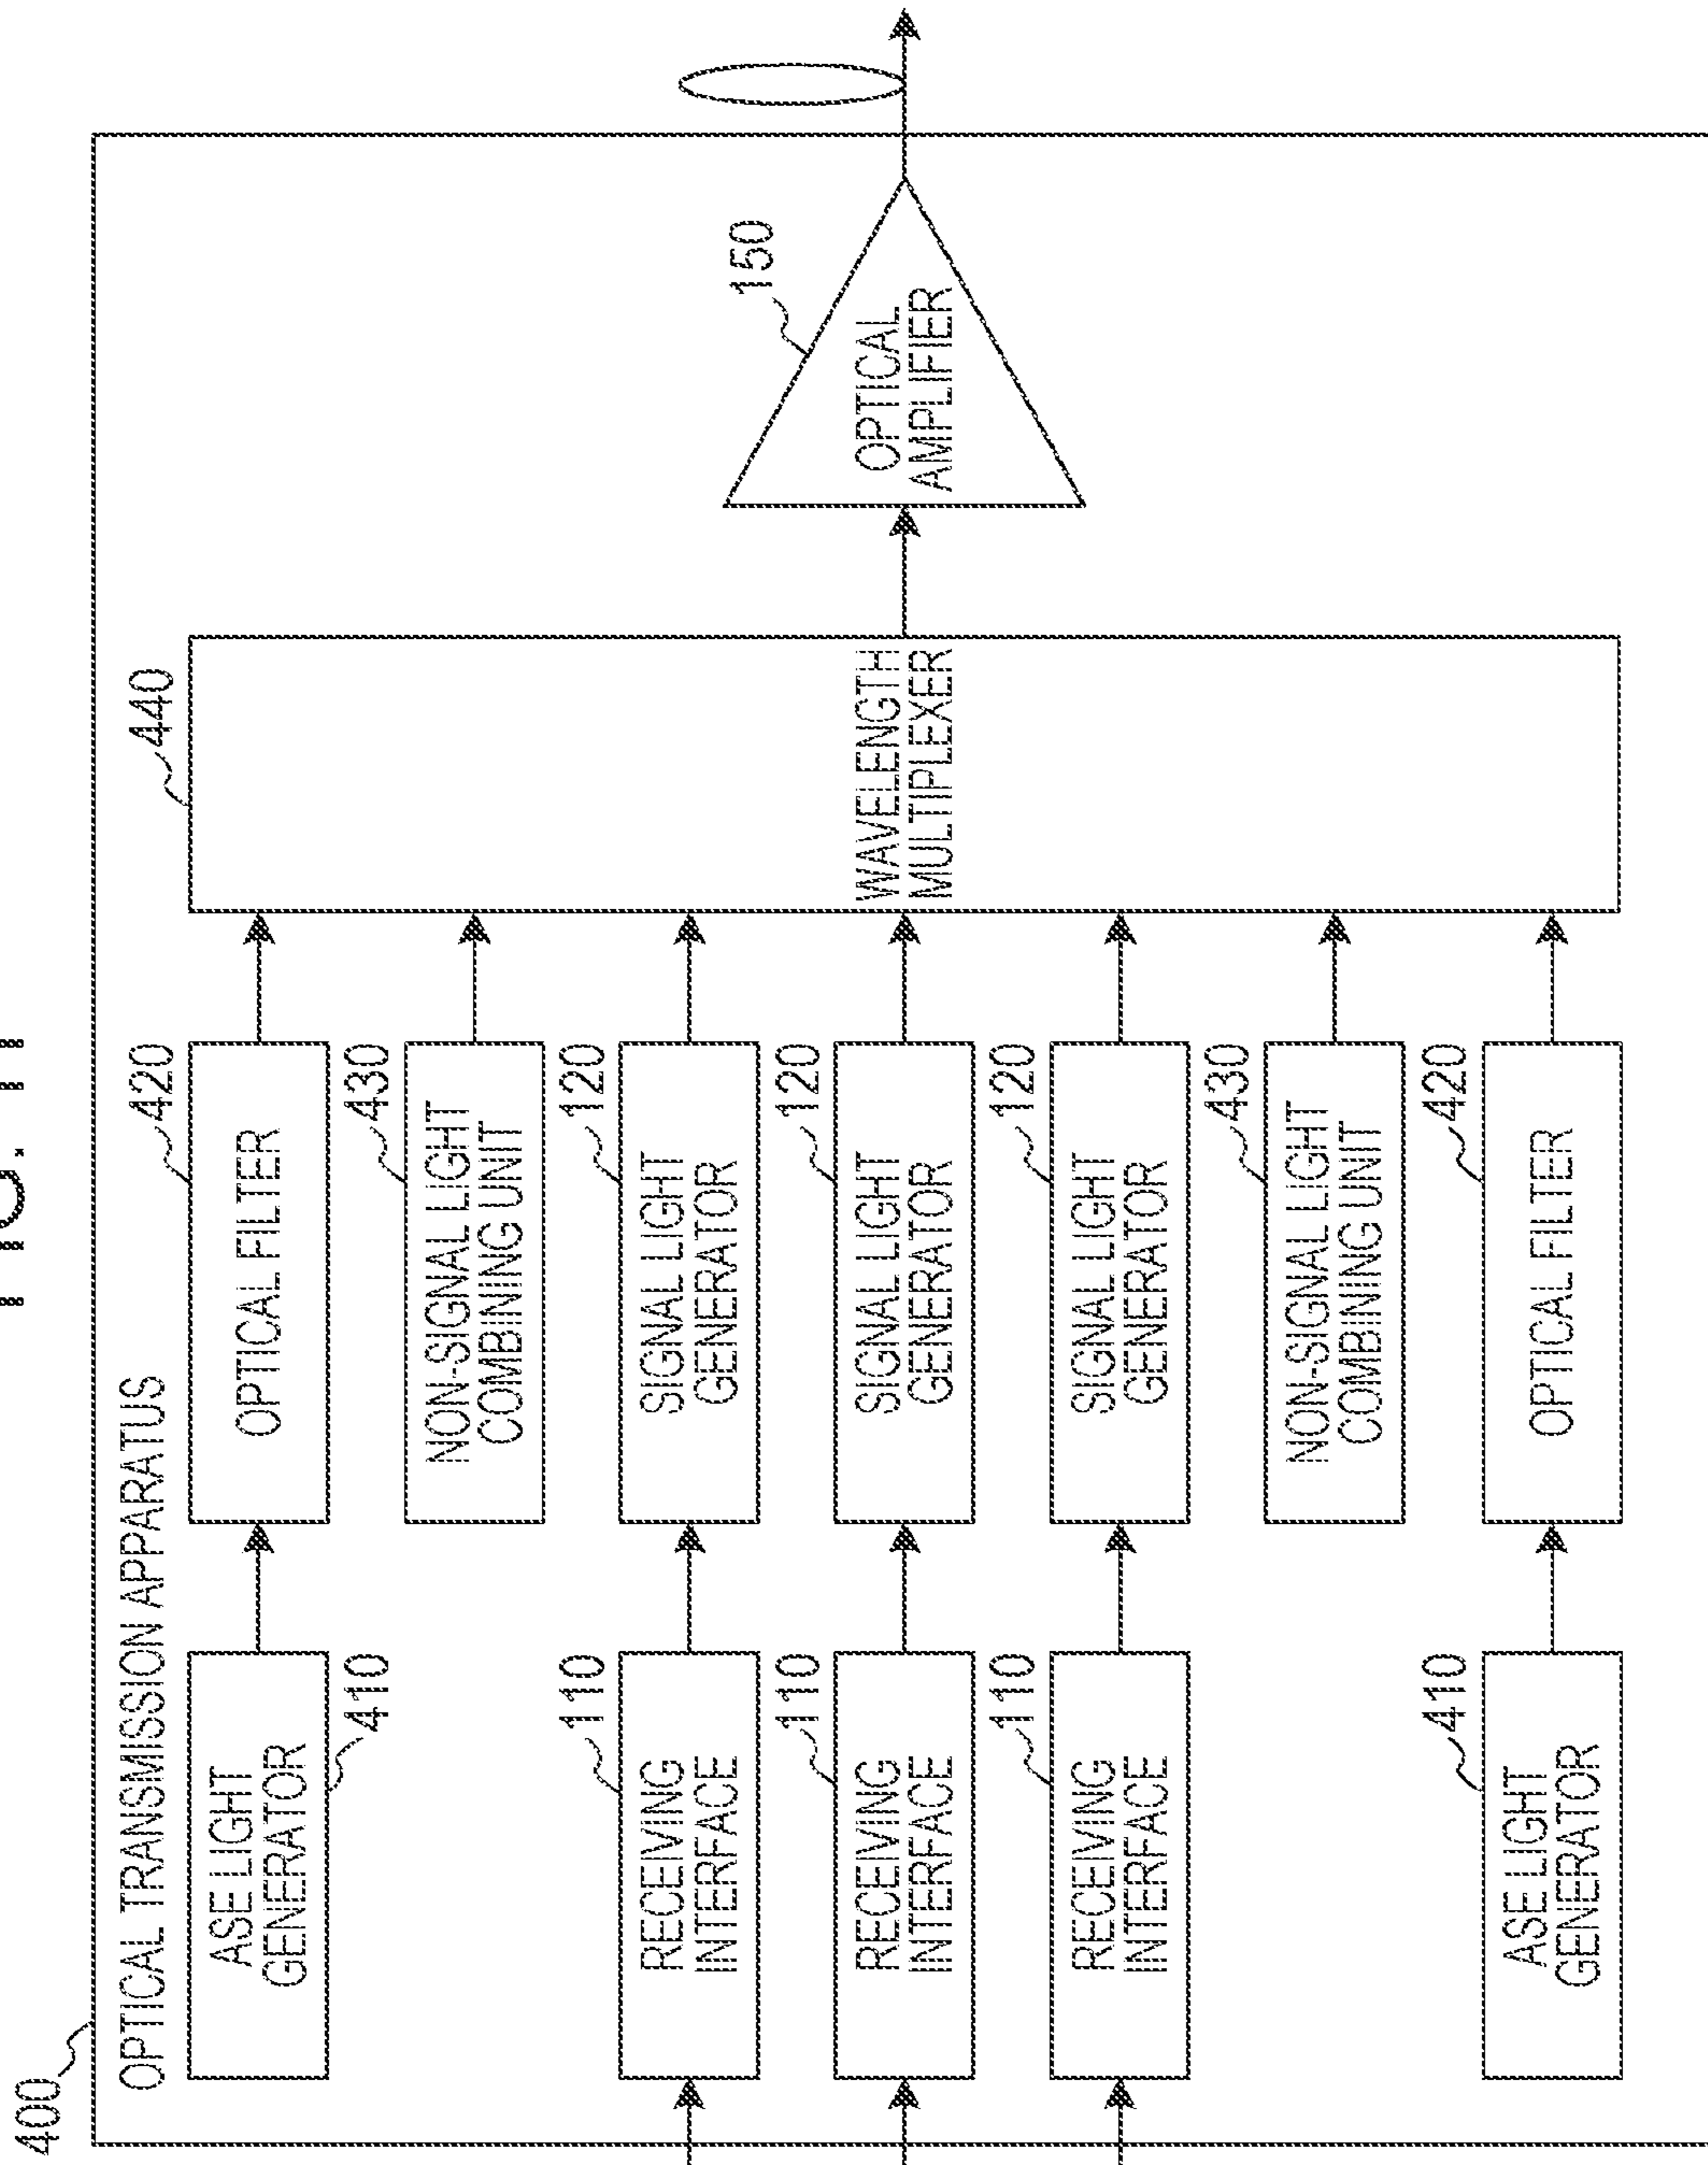 400
OPTICAL TRANSMISSION APPARATUS
ASE LIGHT
GENERATOR
410
420
OPTICAL FILTER
430
NON-SIGNAL LIGHT
COMBINING UNIT
110
RECEIVING
INTERFACE
120
SIGNAL LIGHT
GENERATOR
110
RECEIVING
INTERFACE
120
SIGNAL LIGHT
GENERATOR
110
RECEIVING
INTERFACE
120
SIGNAL LIGHT
GENERATOR
430
NON-SIGNAL LIGHT
COMBINING UNIT
410
ASE LIGHT
GENERATOR
420
OPTICAL FILTER
440
WAVELENGTH
MULTIPLEXER
150
OPTICAL
AMPLIFIER